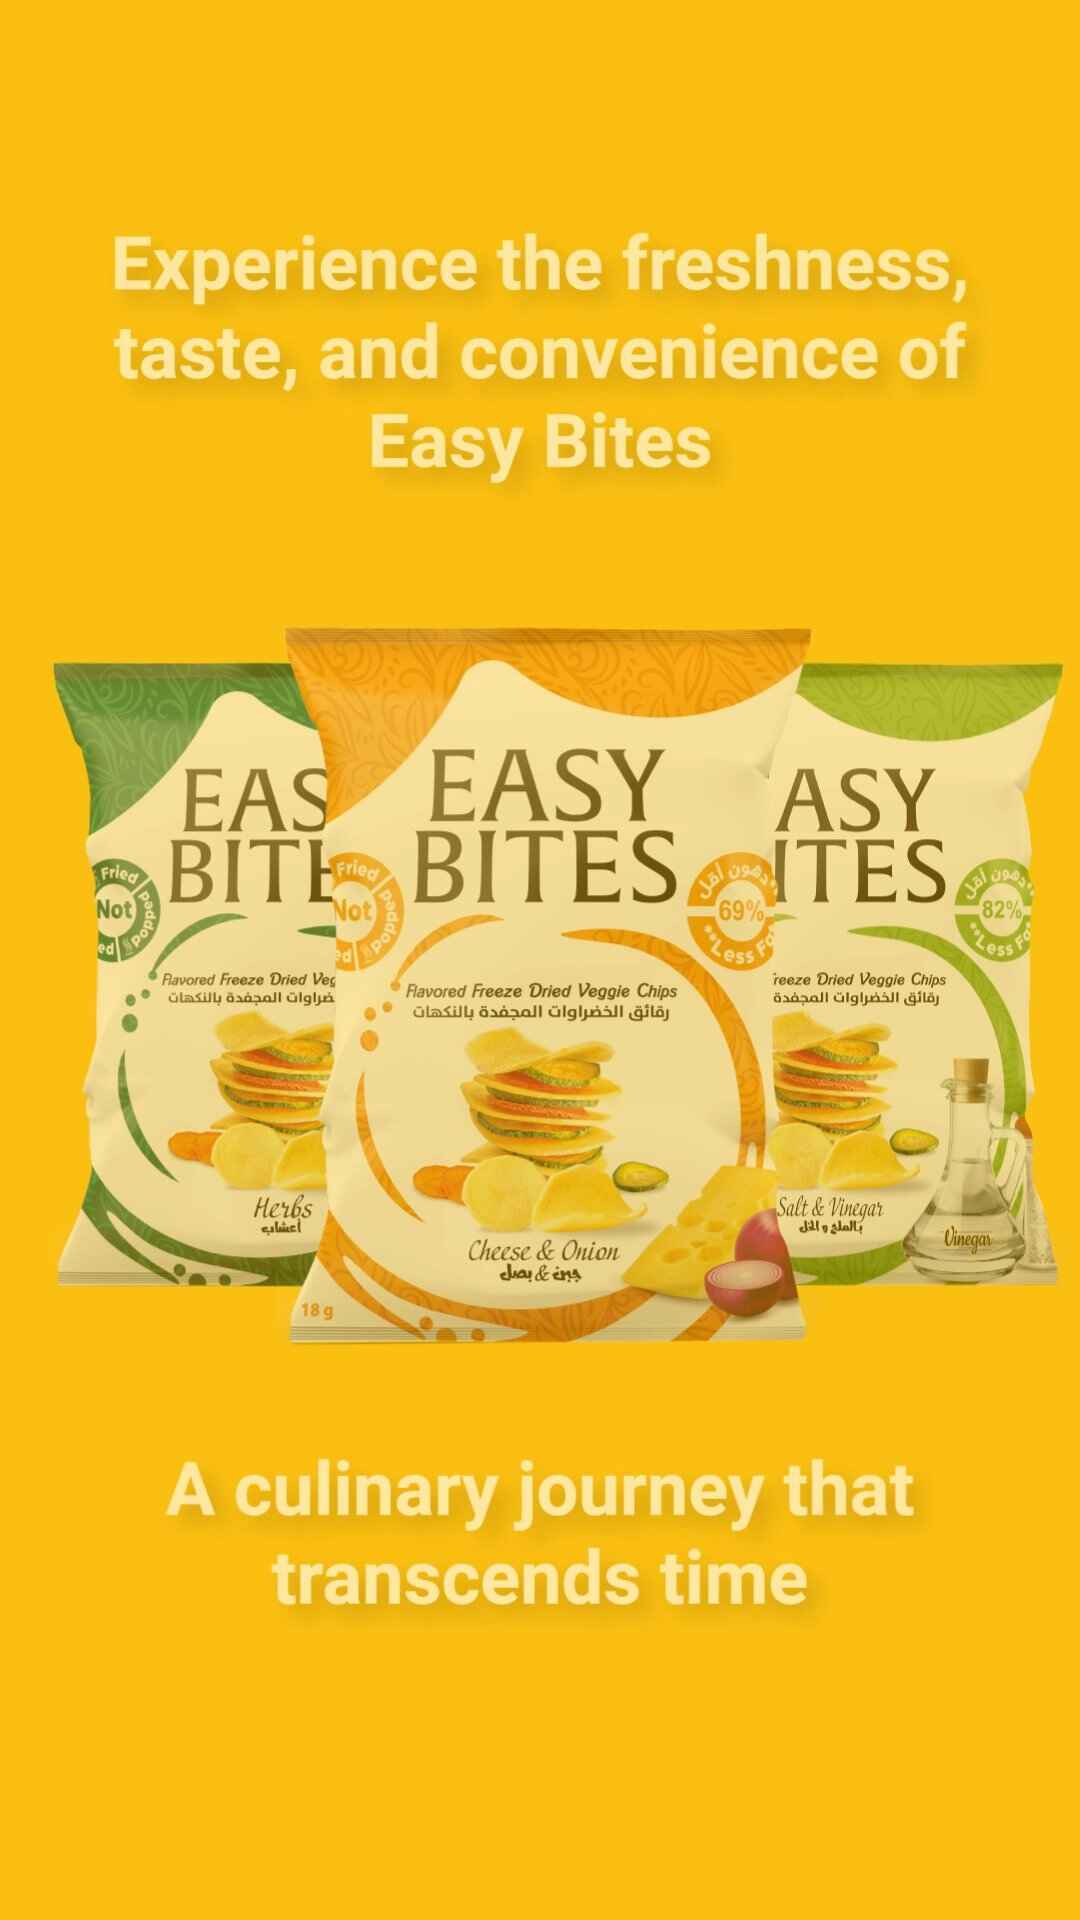 Experience the freshness,
taste, and convenience of
Easy Bites
EAS
BITE
Fried
Not
Popped
ed
Flavored Freeze Dried Veg
ضراوات المجفدة بالنكهات
Herbs
أعشاب
EASY
BITES
Fried
Not
Popped
ed
دهون أقل
69%
**Less Fa
Flavored Freeze Dried Veggie Chips
رقائق الخضراوات المجفدة بالنكهات
Cheese & Onion
جبن & بصل
18 g
ASY
ITES
دهون أقل
82%
**Less Fa
reeze Dried Veggie Chips
رقائق الخضراوات المجفدة
Salt & Vinegar
بالملح و الخل
Vinegar
A culinary journey that
transcends time